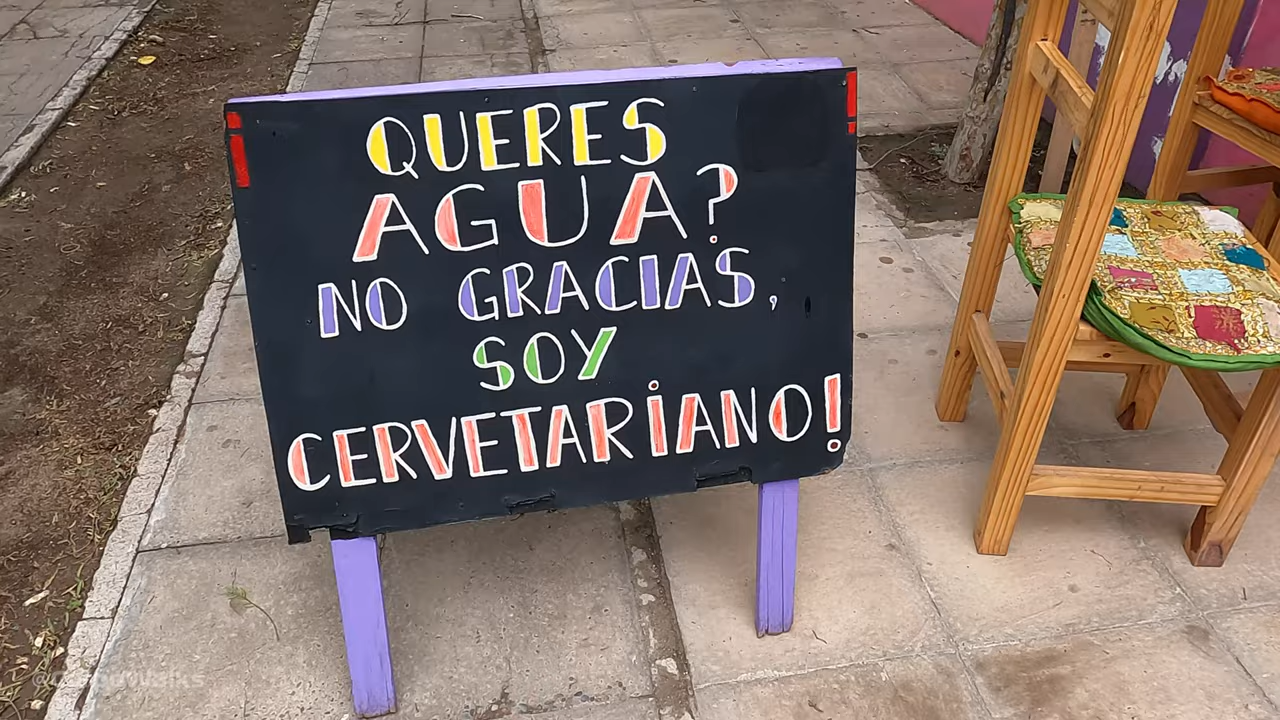 QUERES
AGUA?
NO GRACIAS,
SOY
CERVETARIANO!